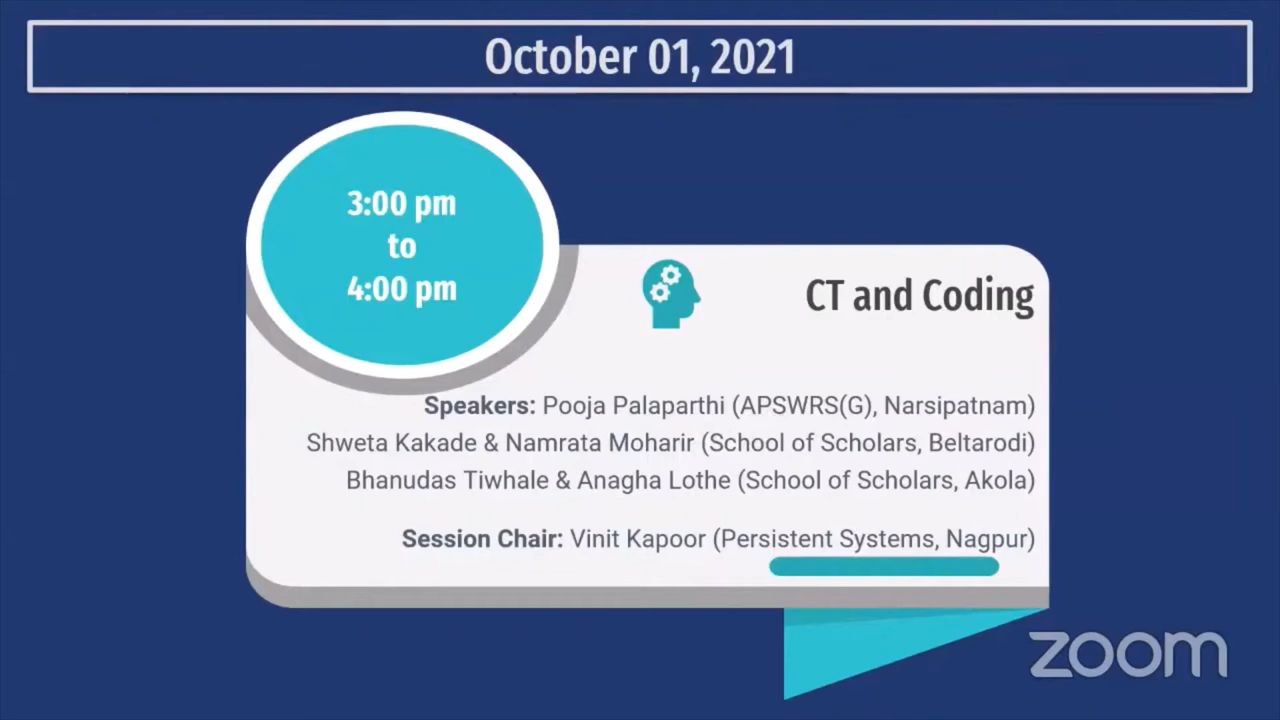 October 01, 2021
3:00 pm
to
4:00 pm
CT and Coding
Speakers: Pooja Palaparthi (APSWRS(G), Narsipatnam)
Shweta Kakade & Namrata Moharir (School of Scholars, Beltarodi)
Bhanudas Tiwhale & Anagha Lothe (School of Scholars, Akola)
Session Chair: Vinit Kapoor (Persistent Systems, Nagpur)
zoom